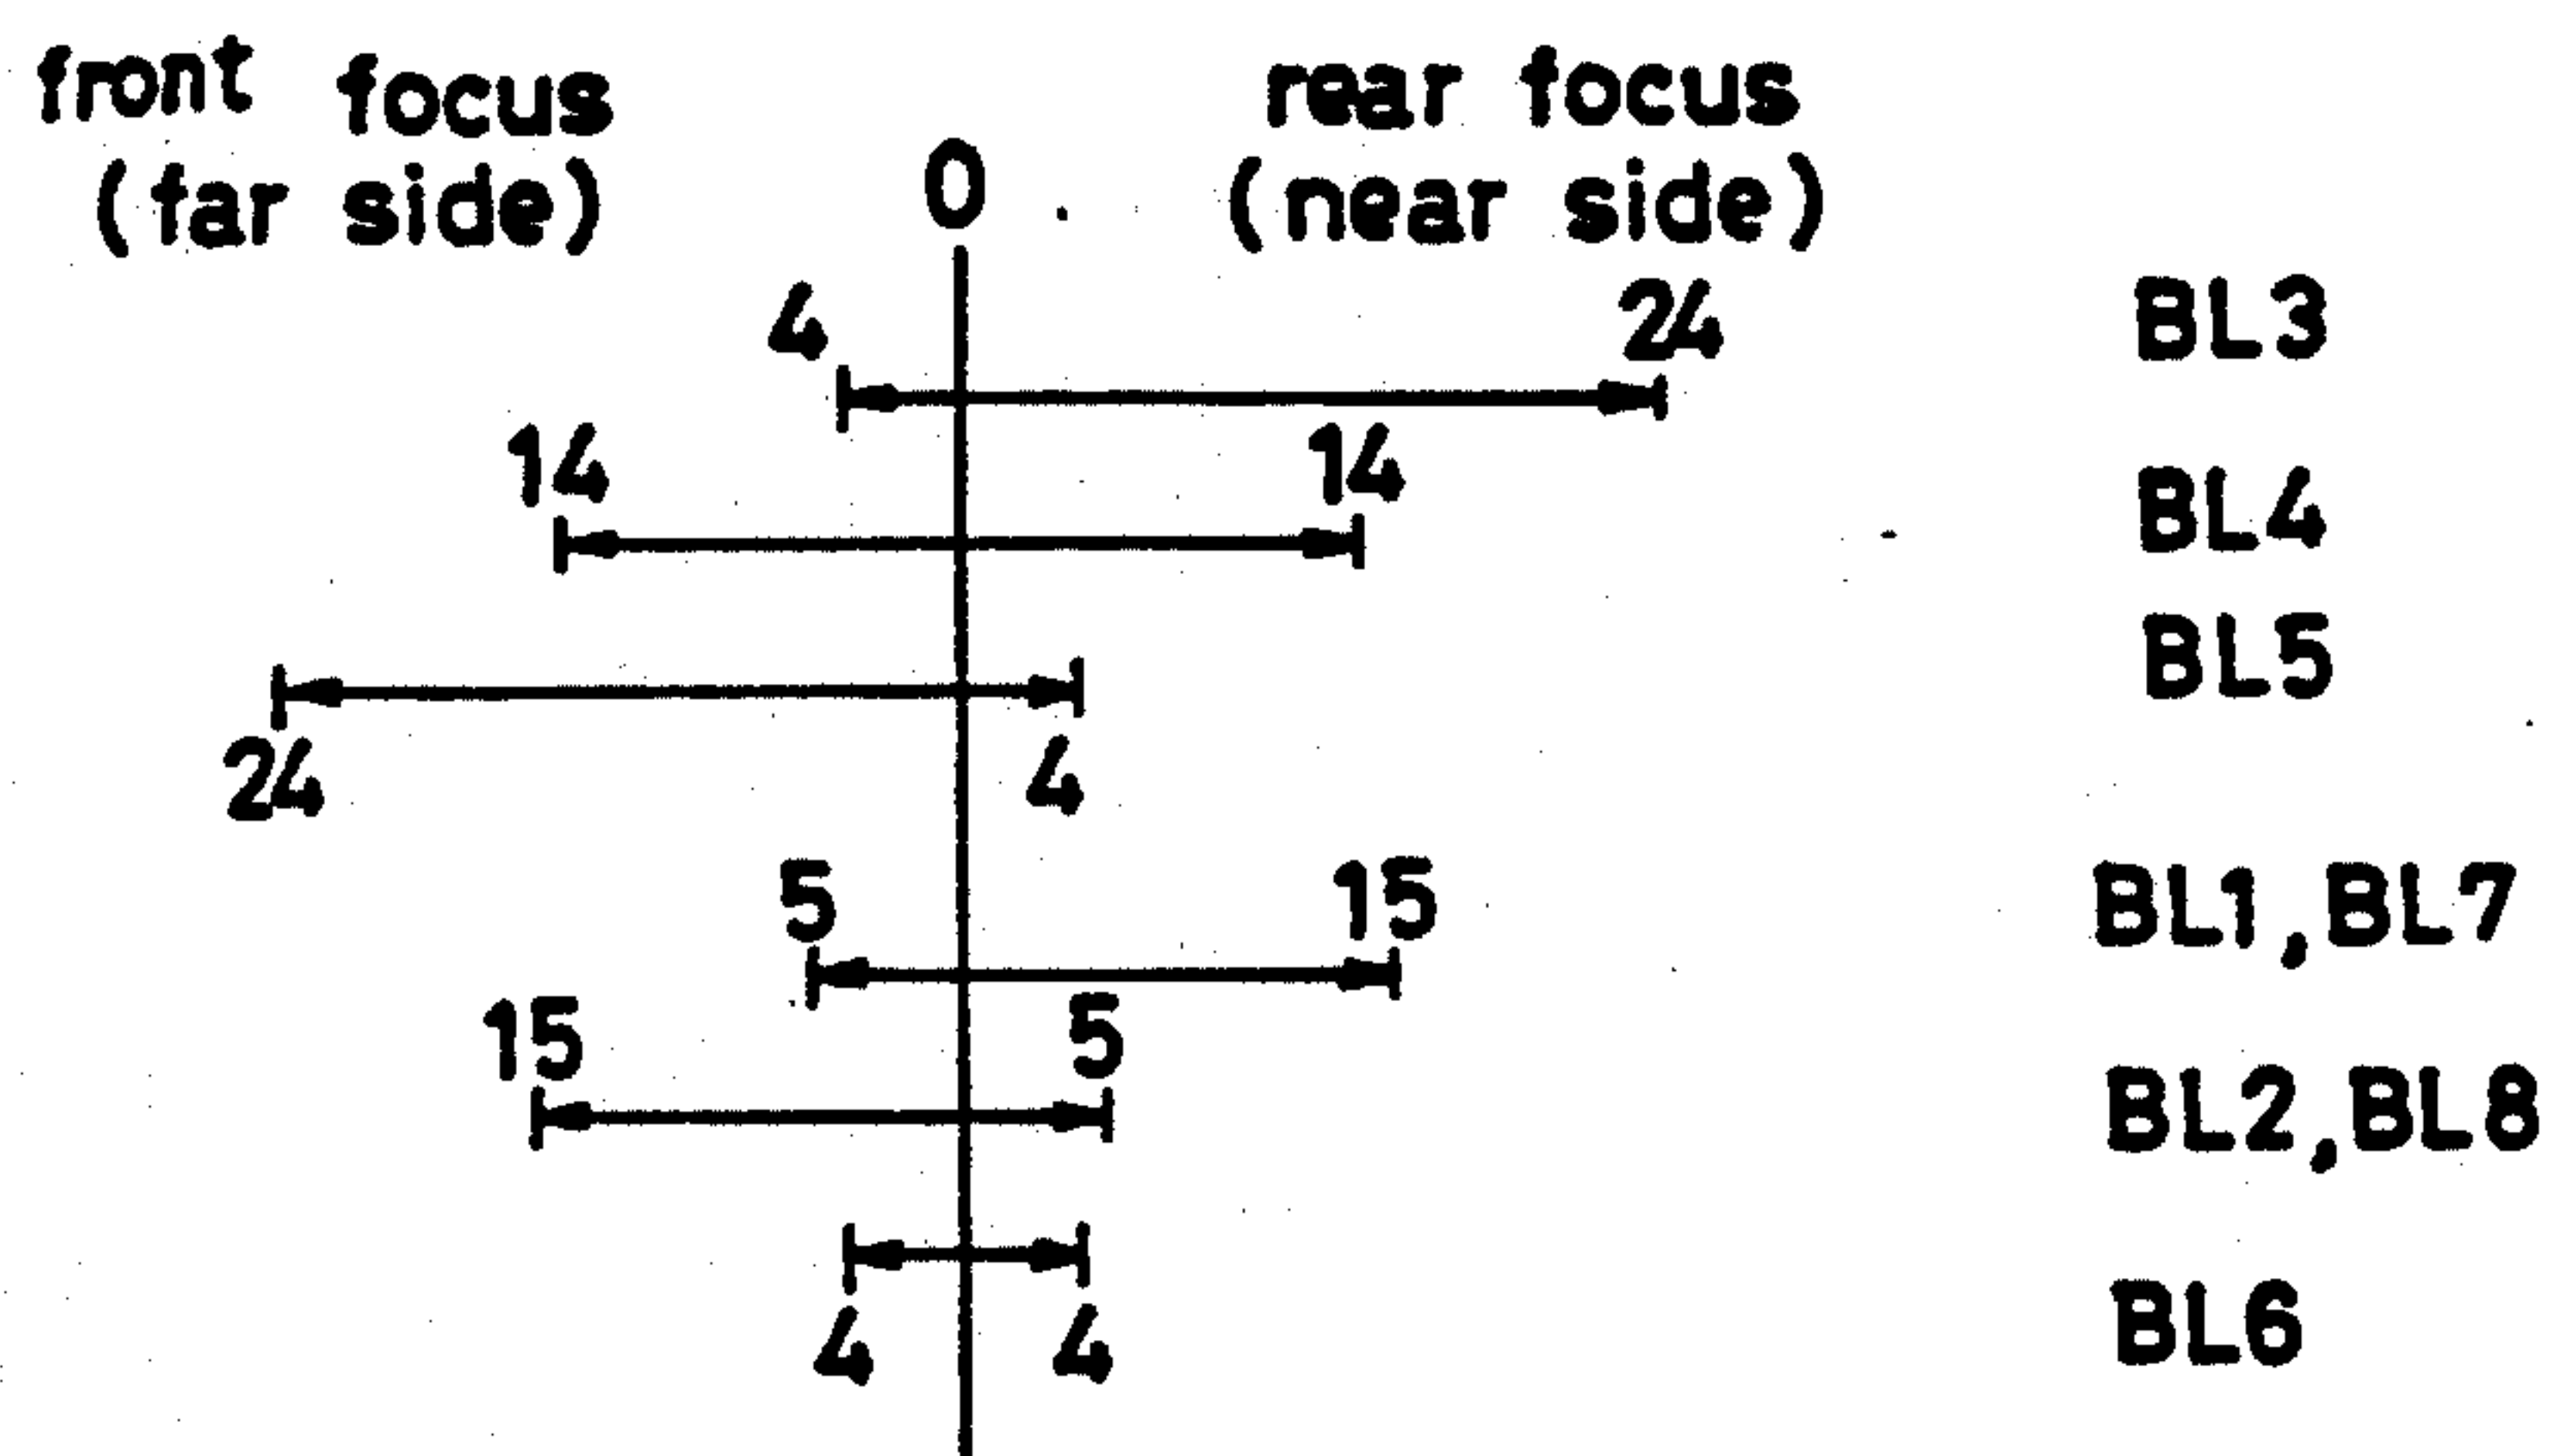 front focus
(far side)
0
rear focus
(near side)
4 24 BL3
14 14 BL4
BL5
24 4
5 15 BL1,BL7
15 5 BL2,BL8
4 4 BL6